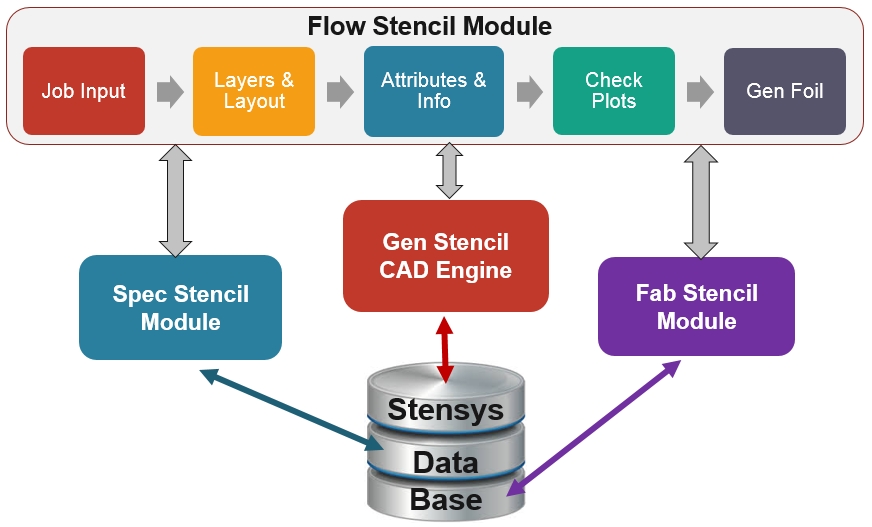 Flow Stencil Module
Job Input
Layers &
Layout
Attributes &
Info
Check
Plots
Gen Foil
Spec Stencil
Module
Gen Stencil
CAD Engine
Fab Stencil
Module
Stensys
Data
Base